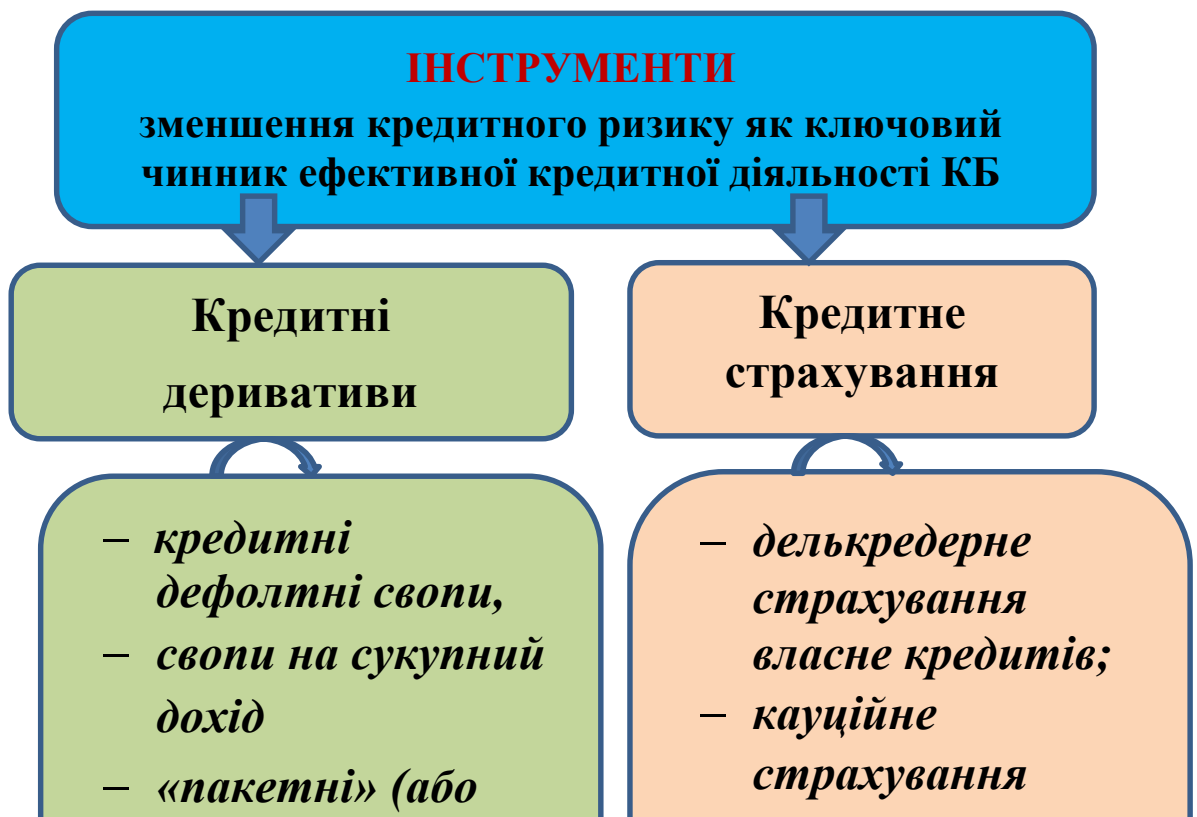 ІНСТРУМЕНТИ
зменшення кредитного ризику як ключовий
чинник ефективної кредитної діяльності КБ
Кредитні
деривативи
Кредитне
страхування
– кредитні
дефолтні свопи,
– свопи на сукупний
дохід
– «пакетні» (або
– делькредерне
страхування
власне кредитів;
– кауційне
страхування